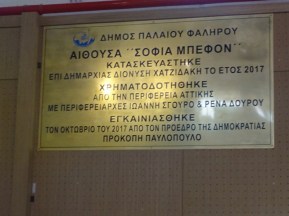 ΔΗΜΟΣ ΠΑΛΑΙΟΥ ΦΑΛΗΡΟΥ
ΑΙΘΟΥΣΑ ¨ΣΟΦΙΑ ΜΠΕΦΟΝ¨
ΚΑΤΑΣΚΕΥΑΣΤΗΚΕ
ΕΠΙ ΔΗΜΑΡΧΙΑΣ ΔΙΟΝΥΣΗ ΧΑΤΖΙΔΑΚΗ ΤΟ ΕΤΟΣ 2017
ΧΡΗΜΑΤΟΔΟΤΗΘΗΚΕ
ΑΠΟ ΤΗΝ ΠΕΡΙΦΕΡΕΙΑ ΑΤΤΙΚΗΣ
ΜΕ ΠΕΡΙΦΕΡΕΙΑΡΧΕΣ ΙΩΑΝΝΗ ΣΓΟΥΡΟ & ΡΕΝΑ ΔΟΥΡΟΥ
ΕΓΚΑΙΝΙΑΣΘΗΚΕ
ΤΟΝ ΟΚΤΩΒΡΙΟ ΤΟΥ 2017 ΑΠΟ ΤΟΝ ΠΡΟΕΔΡΟ ΤΗΣ ΔΗΜΟΚΡΑΤΙΑΣ
ΠΡΟΚΟΠΗ ΠΑΥΛΟΠΟΥΛΟ